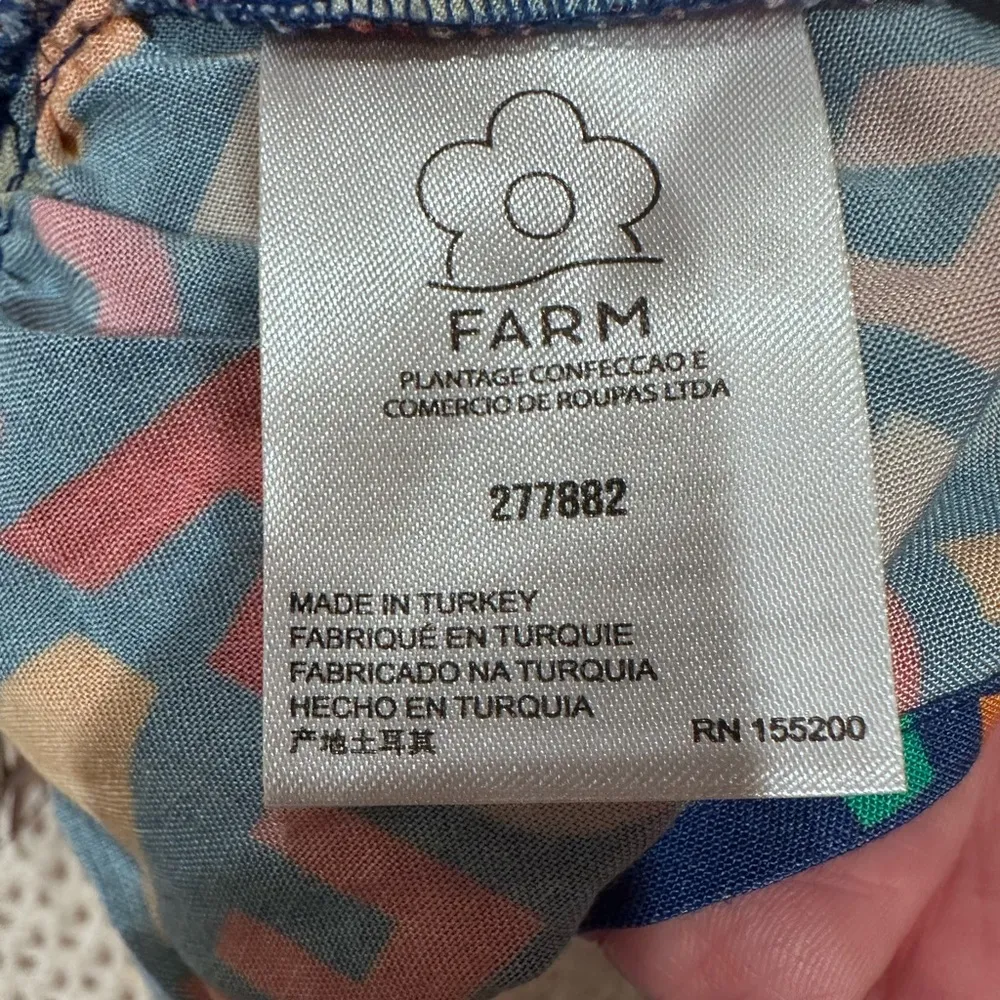 FARM
PLANTAGE CONFECCAO E
COMERCIO DE ROUPAS LTDA
277882
MADE IN TURKEY
FABRIQUÉ EN TURQUIE
FABRICADO NA TURQUIA
HECHO EN TURQUIA
产地土耳其
RN 155200